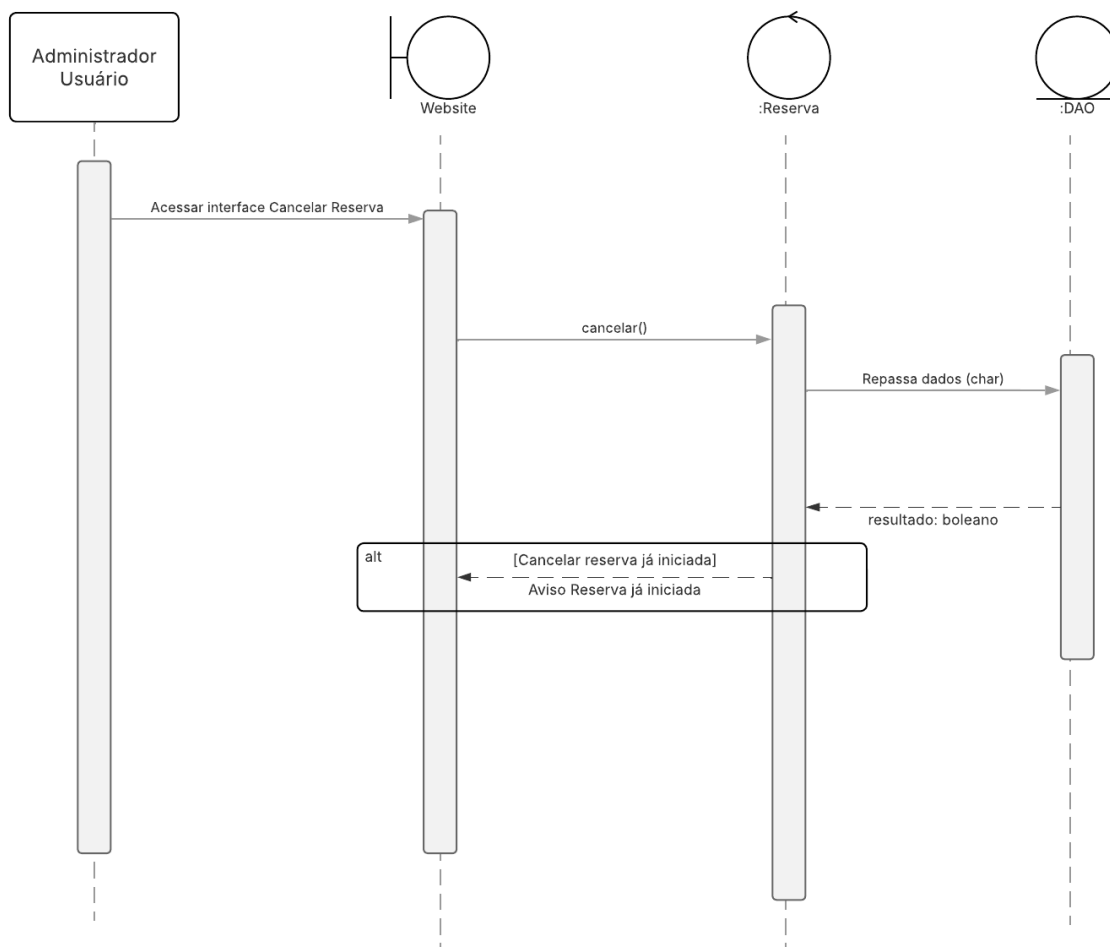 Administrador
Usuário
Website
:Reserva
:DAO
Acessar interface Cancelar Reserva
cancelar()
Repassa dados (char)
resultado: boleano
alt
[Cancelar reserva já iniciada]
Aviso Reserva já iniciada